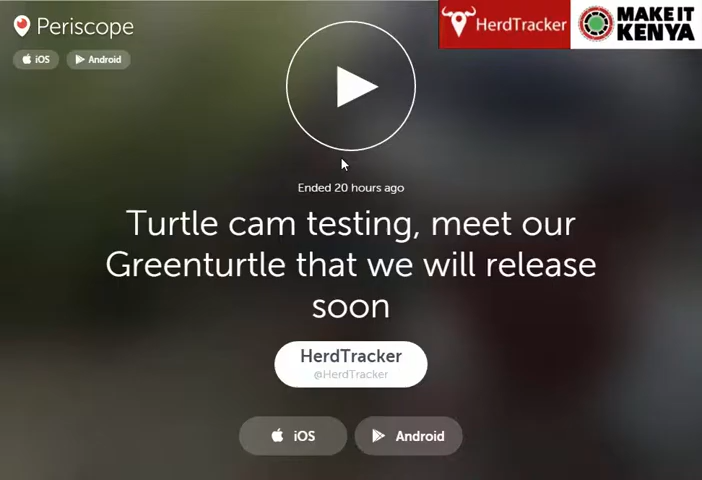 Periscope
iOS
Android
HerdTracker
MAKE IT
KENYA
Ended 20 hours ago
Turtle cam testing, meet our
Greenturtle that we will release
soon
HerdTracker
@HerdTracker
iOS
Android